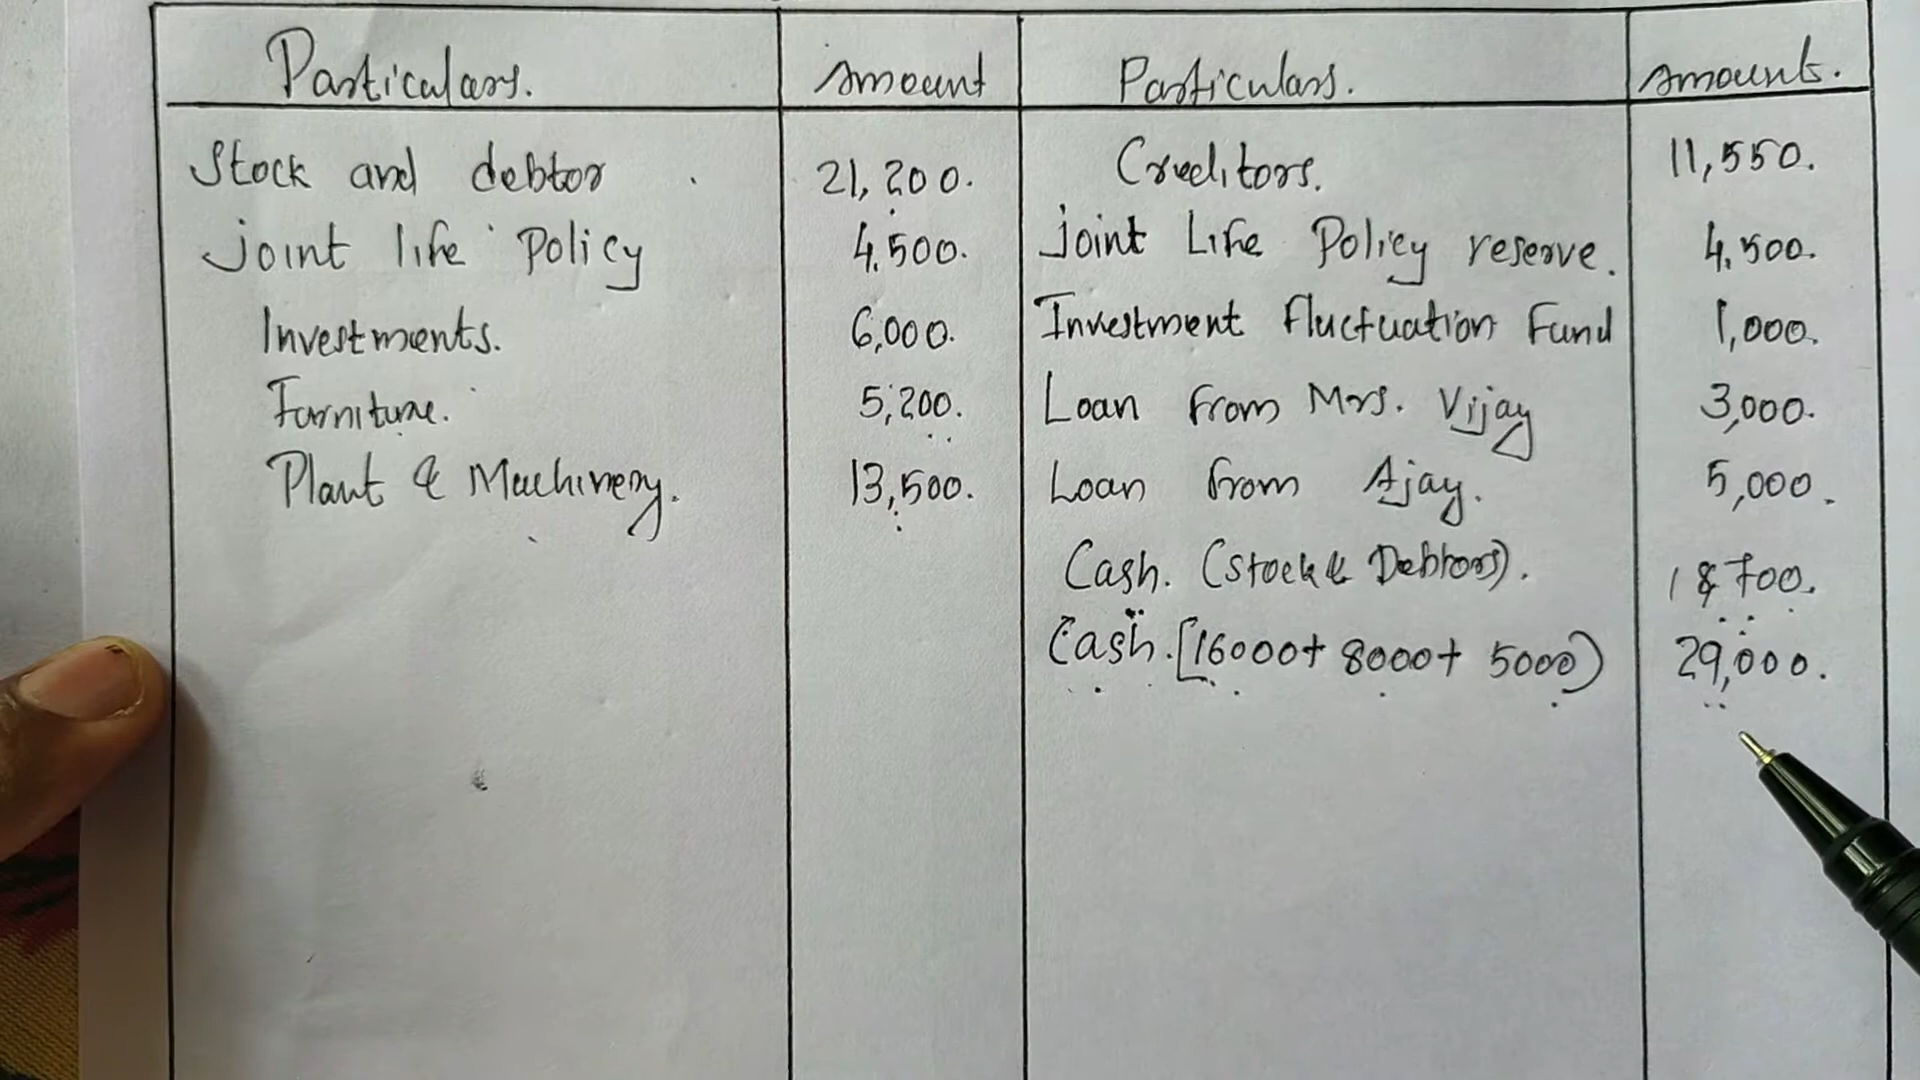 Particulars. Amount Particulars. Amounts.
Stock and debtor 21,200. Creditors. 11,550.
joint life Policy 4,500. joint Life Policy reserve. 4,500.
Investments. 6,000. Investment Fluctuation Fund 1,000.
Furniture. 5,200. Loan from Mrs. Vijay 3,000.
Plant & Machinery. 13,500. Loan from Ajay. 5,000.
Cash. (Stock & Debtors). 18700.
Cash. [16000+ 8000+ 5000) 29,000.